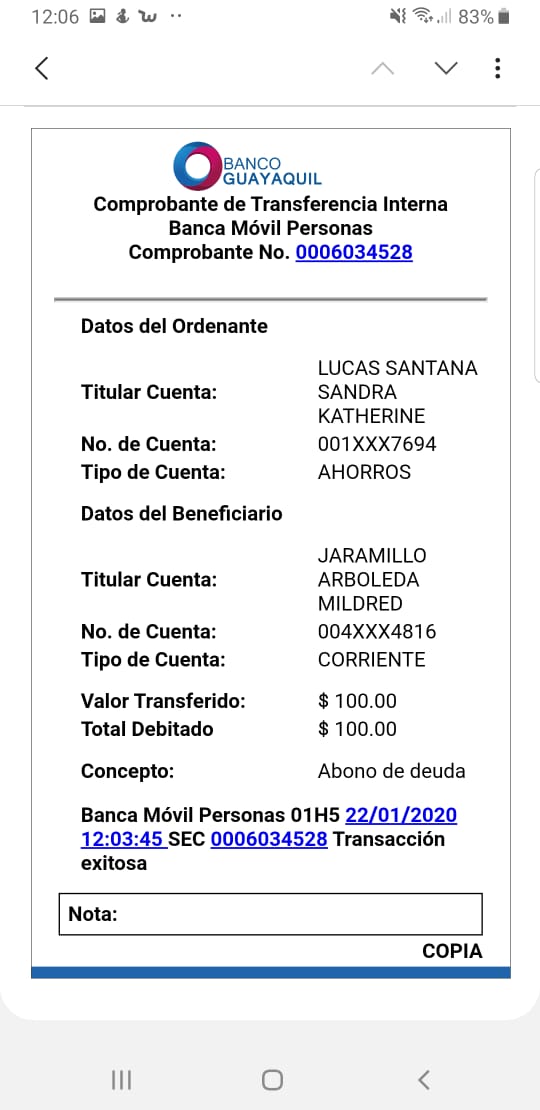 12:06 83%
BANCO
GUAYAQUIL
Comprobante de Transferencia Interna
Banca Móvil Personas
Comprobante No. 0006034528
Datos del Ordenante
Titular Cuenta: LUCAS SANTANA
SANDRA
KATHERINE
No. de Cuenta: 001XXX7694
Tipo de Cuenta: AHORROS
Datos del Beneficiario
Titular Cuenta: JARAMILLO
ARBOLEDA
MILDRED
No. de Cuenta: 004XXX4816
Tipo de Cuenta: CORRIENTE
Valor Transferido: $ 100.00
Total Debitado $ 100.00
Concepto: Abono de deuda
Banca Móvil Personas 01H5 22/01/2020
12:03:45 SEC 0006034528 Transacción
exitosa
Nota:
COPIA